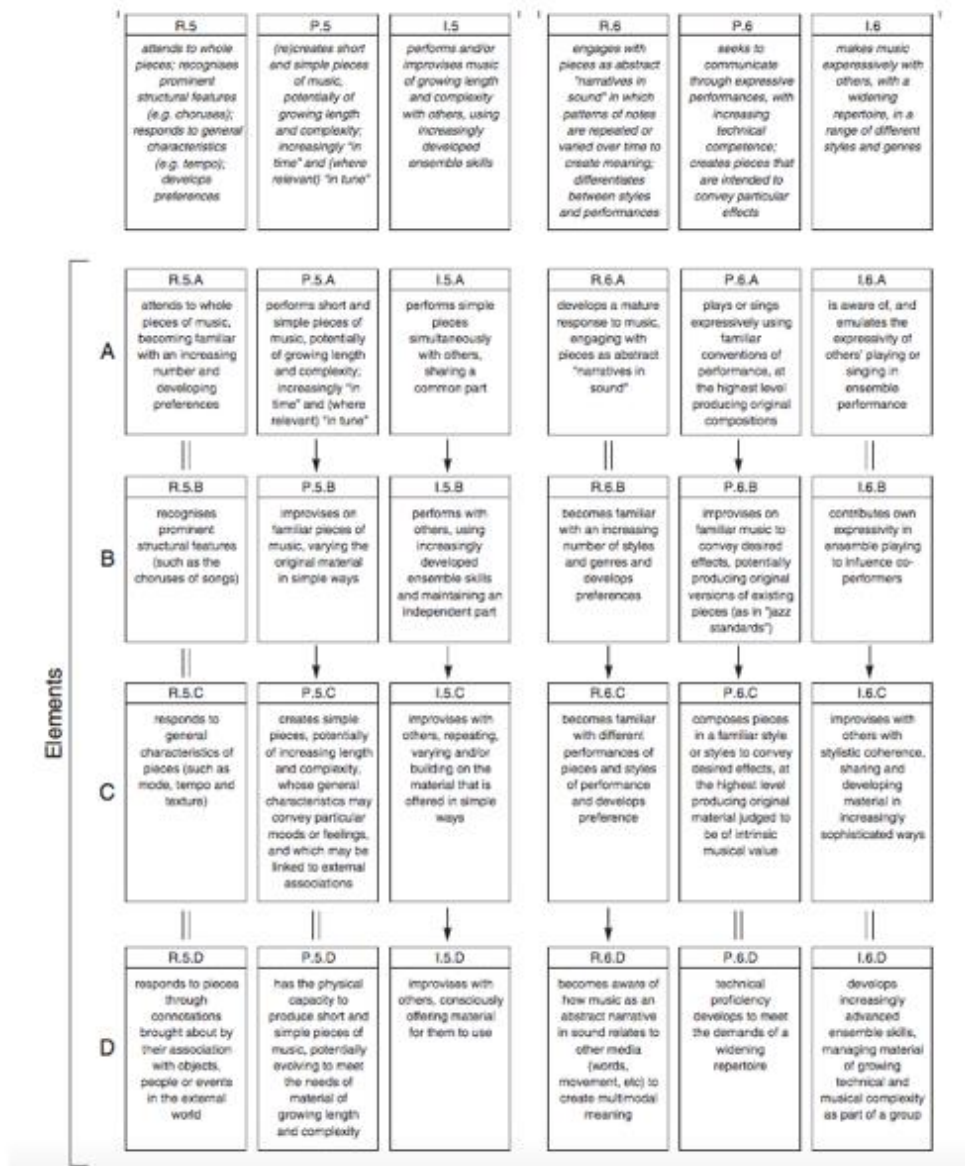 R.5
attends to whole
pieces; recognises
prominent
structural features
(e.g. choruses);
responds to general
characteristics
(e.g. tempo);
develops
preferences
P.5
(re)creates short
and simple pieces
of music,
potentially of
growing length
and complexity;
increasingly "in
time" and (where
relevant) "in tune"
I.5
performs and/or
improvises music
of growing length
and complexity
with others, using
increasingly
developed
ensemble skills
R.6
engages with
pieces as abstract
"narratives in
sound" in which
patterns of notes
are repeated or
varied over time to
create meaning;
differentiates
between styles
and performances
P.6
seeks to
communicate
through expressive
performances, with
increasing
technical
competence;
creates pieces that
are intended to
convey particular
effects
I.6
makes music
experessively with
others, with a
widening
repertoire, in a
range of different
styles and genres
Elements
A
R.5.A
attends to whole
pieces of music,
becoming familiar
with an increasing
number and
developing
preferences
P.5.A
performs short and
simple pieces of
music, potentially
of growing length
and complexity;
increasingly "in
time" and (where
relevant) "in tune"
I.5.A
performs simple
pieces
simultaneously
with others,
sharing a
common part
R.6.A
develops a mature
response to music,
engaging with
pieces as abstract
"narratives in
sound"
P.6.A
plays or sings
expressively using
familiar
conventions of
performance, at
the highest level
producing original
compositions
I.6.A
is aware of, and
emulates the
expressivity of
others' playing or
singing in
ensemble
performance
B
R.5.B
recognises
prominent
structural features
(such as the
choruses of songs)
P.5.B
improvises on
familiar pieces of
music, varying the
original material
in simple ways
I.5.B
performs with
others, using
increasingly
developed
ensemble skills
and maintaining an
independent part
R.6.B
becomes familiar
with an increasing
number of styles
and genres and
develops
preferences
P.6.B
improvises on
familiar music to
convey desired
effects, potentially
producing original
versions of existing
pieces (as in "jazz
standards")
I.6.B
contributes own
expressivity in
ensemble playing
to influence co-
performers
C
R.5.C
responds to
general
characteristics of
pieces (such as
mode, tempo and
texture)
P.5.C
creates simple
pieces, potentially
of increasing length
and complexity,
whose general
characteristics may
convey particular
moods or feelings,
and which may be
linked to external
associations
I.5.C
improvises with
others, repeating,
varying and/or
building on the
material that is
offered in simple
ways
R.6.C
becomes familiar
with different
performances of
pieces and styles
of performance
and develops
preference
P.6.C
composes pieces
in a familiar style
or styles to convey
desired effects, at
the highest level
producing original
material judged to
be of intrinsic
musical value
I.6.C
improvises with
others with
stylistic coherence,
sharing and
developing
material in
increasingly
sophisticated ways
D
R.5.D
responds to pieces
through
connotations
brought about by
their association
with objects,
people or events
in the external
world
P.5.D
has the physical
capacity to
produce short and
simple pieces of
music, potentially
evolving to meet
the needs of
material of
growing length
and complexity
I.5.D
improvises with
others, consciously
offering material
for them to use
R.6.D
becomes aware of
how music as an
abstract narrative
in sound relates to
other media
(words,
movement, etc) to
create multimodal
meaning
P.6.D
technical
proficiency
develops to meet
the demands of a
widening
repertoire
I.6.D
develops
increasingly
advanced
ensemble skills,
managing material
of growing
technical and
musical complexity
as part of a group